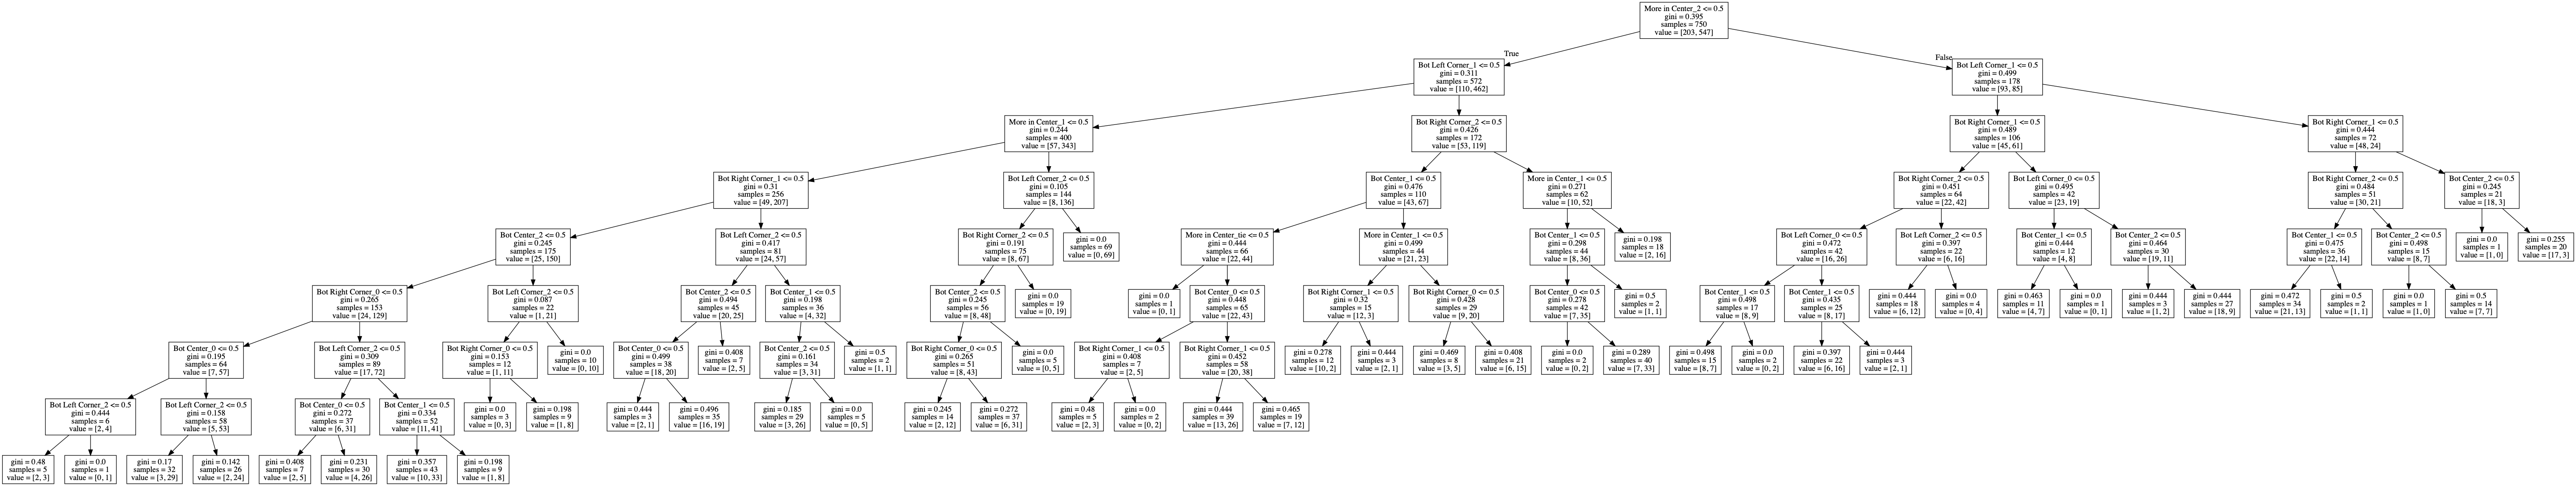 More in Center_2 <= 0.5
gini = 0.395
samples = 750
value = [203, 547]
True
False
Bot Left Corner_1 <= 0.5
gini = 0.311
samples = 572
value = [110, 462]
Bot Left Corner_1 <= 0.5
gini = 0.499
samples = 178
value = [93, 85]
More in Center_1 <= 0.5
gini = 0.244
samples = 400
value = [57, 343]
Bot Right Corner_2 <= 0.5
gini = 0.426
samples = 172
value = [53, 119]
Bot Right Corner_1 <= 0.5
gini = 0.489
samples = 106
value = [45, 61]
Bot Right Corner_1 <= 0.5
gini = 0.444
samples = 72
value = [48, 24]
Bot Right Corner_1 <= 0.5
gini = 0.31
samples = 256
value = [49, 207]
Bot Left Corner_2 <= 0.5
gini = 0.105
samples = 144
value = [8, 136]
Bot Center_1 <= 0.5
gini = 0.476
samples = 110
value = [43, 67]
More in Center_1 <= 0.5
gini = 0.271
samples = 62
value = [10, 52]
Bot Right Corner_2 <= 0.5
gini = 0.451
samples = 64
value = [22, 42]
Bot Left Corner_0 <= 0.5
gini = 0.495
samples = 42
value = [23, 19]
Bot Right Corner_2 <= 0.5
gini = 0.484
samples = 51
value = [30, 21]
Bot Center_2 <= 0.5
gini = 0.245
samples = 21
value = [18, 3]
Bot Center_2 <= 0.5
gini = 0.245
samples = 175
value = [25, 150]
Bot Left Corner_2 <= 0.5
gini = 0.417
samples = 81
value = [24, 57]
Bot Right Corner_2 <= 0.5
gini = 0.191
samples = 75
value = [8, 67]
gini = 0.0
samples = 69
value = [0, 69]
More in Center_tie <= 0.5
gini = 0.444
samples = 66
value = [22, 44]
More in Center_1 <= 0.5
gini = 0.499
samples = 44
value = [21, 23]
Bot Center_1 <= 0.5
gini = 0.298
samples = 44
value = [8, 36]
gini = 0.198
samples = 18
value = [2, 16]
Bot Left Corner_0 <= 0.5
gini = 0.472
samples = 42
value = [16, 26]
Bot Left Corner_2 <= 0.5
gini = 0.397
samples = 22
value = [6, 16]
Bot Center_1 <= 0.5
gini = 0.444
samples = 12
value = [4, 8]
Bot Center_2 <= 0.5
gini = 0.464
samples = 30
value = [19, 11]
Bot Center_1 <= 0.5
gini = 0.475
samples = 36
value = [22, 14]
Bot Center_2 <= 0.5
gini = 0.498
samples = 15
value = [8, 7]
gini = 0.0
samples = 1
value = [1, 0]
gini = 0.255
samples = 20
value = [17, 3]
Bot Right Corner_0 <= 0.5
gini = 0.265
samples = 153
value = [24, 129]
Bot Left Corner_2 <= 0.5
gini = 0.087
samples = 22
value = [1, 21]
Bot Center_2 <= 0.5
gini = 0.494
samples = 45
value = [20, 25]
Bot Center_1 <= 0.5
gini = 0.198
samples = 36
value = [4, 32]
Bot Center_2 <= 0.5
gini = 0.245
samples = 56
value = [8, 48]
gini = 0.0
samples = 19
value = [0, 19]
gini = 0.0
samples = 1
value = [0, 1]
Bot Center_0 <= 0.5
gini = 0.448
samples = 65
value = [22, 43]
Bot Right Corner_1 <= 0.5
gini = 0.32
samples = 15
value = [12, 3]
Bot Right Corner_0 <= 0.5
gini = 0.428
samples = 29
value = [9, 20]
Bot Center_0 <= 0.5
gini = 0.278
samples = 42
value = [7, 35]
gini = 0.5
samples = 2
value = [1, 1]
Bot Center_1 <= 0.5
gini = 0.498
samples = 17
value = [8, 9]
Bot Center_1 <= 0.5
gini = 0.435
samples = 25
value = [8, 17]
gini = 0.444
samples = 18
value = [6, 12]
gini = 0.0
samples = 4
value = [0, 4]
gini = 0.463
samples = 11
value = [4, 7]
gini = 0.0
samples = 1
value = [0, 1]
gini = 0.444
samples = 3
value = [1, 2]
gini = 0.444
samples = 27
value = [18, 9]
gini = 0.472
samples = 34
value = [21, 13]
gini = 0.5
samples = 2
value = [1, 1]
gini = 0.0
samples = 1
value = [1, 0]
gini = 0.5
samples = 14
value = [7, 7]
Bot Center_0 <= 0.5
gini = 0.195
samples = 64
value = [7, 57]
Bot Left Corner_2 <= 0.5
gini = 0.309
samples = 89
value = [17, 72]
Bot Right Corner_0 <= 0.5
gini = 0.153
samples = 12
value = [1, 11]
gini = 0.0
samples = 10
value = [0, 10]
Bot Center_0 <= 0.5
gini = 0.499
samples = 38
value = [18, 20]
gini = 0.408
samples = 7
value = [2, 5]
Bot Center_2 <= 0.5
gini = 0.161
samples = 34
value = [3, 31]
gini = 0.5
samples = 2
value = [1, 1]
Bot Right Corner_0 <= 0.5
gini = 0.265
samples = 51
value = [8, 43]
gini = 0.0
samples = 5
value = [0, 5]
Bot Right Corner_1 <= 0.5
gini = 0.408
samples = 7
value = [2, 5]
Bot Right Corner_1 <= 0.5
gini = 0.452
samples = 58
value = [20, 38]
gini = 0.278
samples = 12
value = [10, 2]
gini = 0.444
samples = 3
value = [2, 1]
gini = 0.469
samples = 8
value = [3, 5]
gini = 0.408
samples = 21
value = [6, 15]
gini = 0.0
samples = 2
value = [0, 2]
gini = 0.289
samples = 40
value = [7, 33]
gini = 0.498
samples = 15
value = [8, 7]
gini = 0.0
samples = 2
value = [0, 2]
gini = 0.397
samples = 22
value = [6, 16]
gini = 0.444
samples = 3
value = [2, 1]
Bot Left Corner_2 <= 0.5
gini = 0.444
samples = 6
value = [2, 4]
Bot Left Corner_2 <= 0.5
gini = 0.158
samples = 58
value = [5, 53]
Bot Center_0 <= 0.5
gini = 0.272
samples = 37
value = [6, 31]
Bot Center_1 <= 0.5
gini = 0.334
samples = 52
value = [11, 41]
gini = 0.0
samples = 3
value = [0, 3]
gini = 0.198
samples = 9
value = [1, 8]
gini = 0.444
samples = 3
value = [2, 1]
gini = 0.496
samples = 35
value = [16, 19]
gini = 0.185
samples = 29
value = [3, 26]
gini = 0.0
samples = 5
value = [0, 5]
gini = 0.245
samples = 14
value = [2, 12]
gini = 0.272
samples = 37
value = [6, 31]
gini = 0.48
samples = 5
value = [2, 3]
gini = 0.0
samples = 2
value = [0, 2]
gini = 0.444
samples = 39
value = [13, 26]
gini = 0.465
samples = 19
value = [7, 12]
gini = 0.48
samples = 5
value = [2, 3]
gini = 0.0
samples = 1
value = [0, 1]
gini = 0.17
samples = 32
value = [3, 29]
gini = 0.142
samples = 26
value = [2, 24]
gini = 0.408
samples = 7
value = [2, 5]
gini = 0.231
samples = 30
value = [4, 26]
gini = 0.357
samples = 43
value = [10, 33]
gini = 0.198
samples = 9
value = [1, 8]